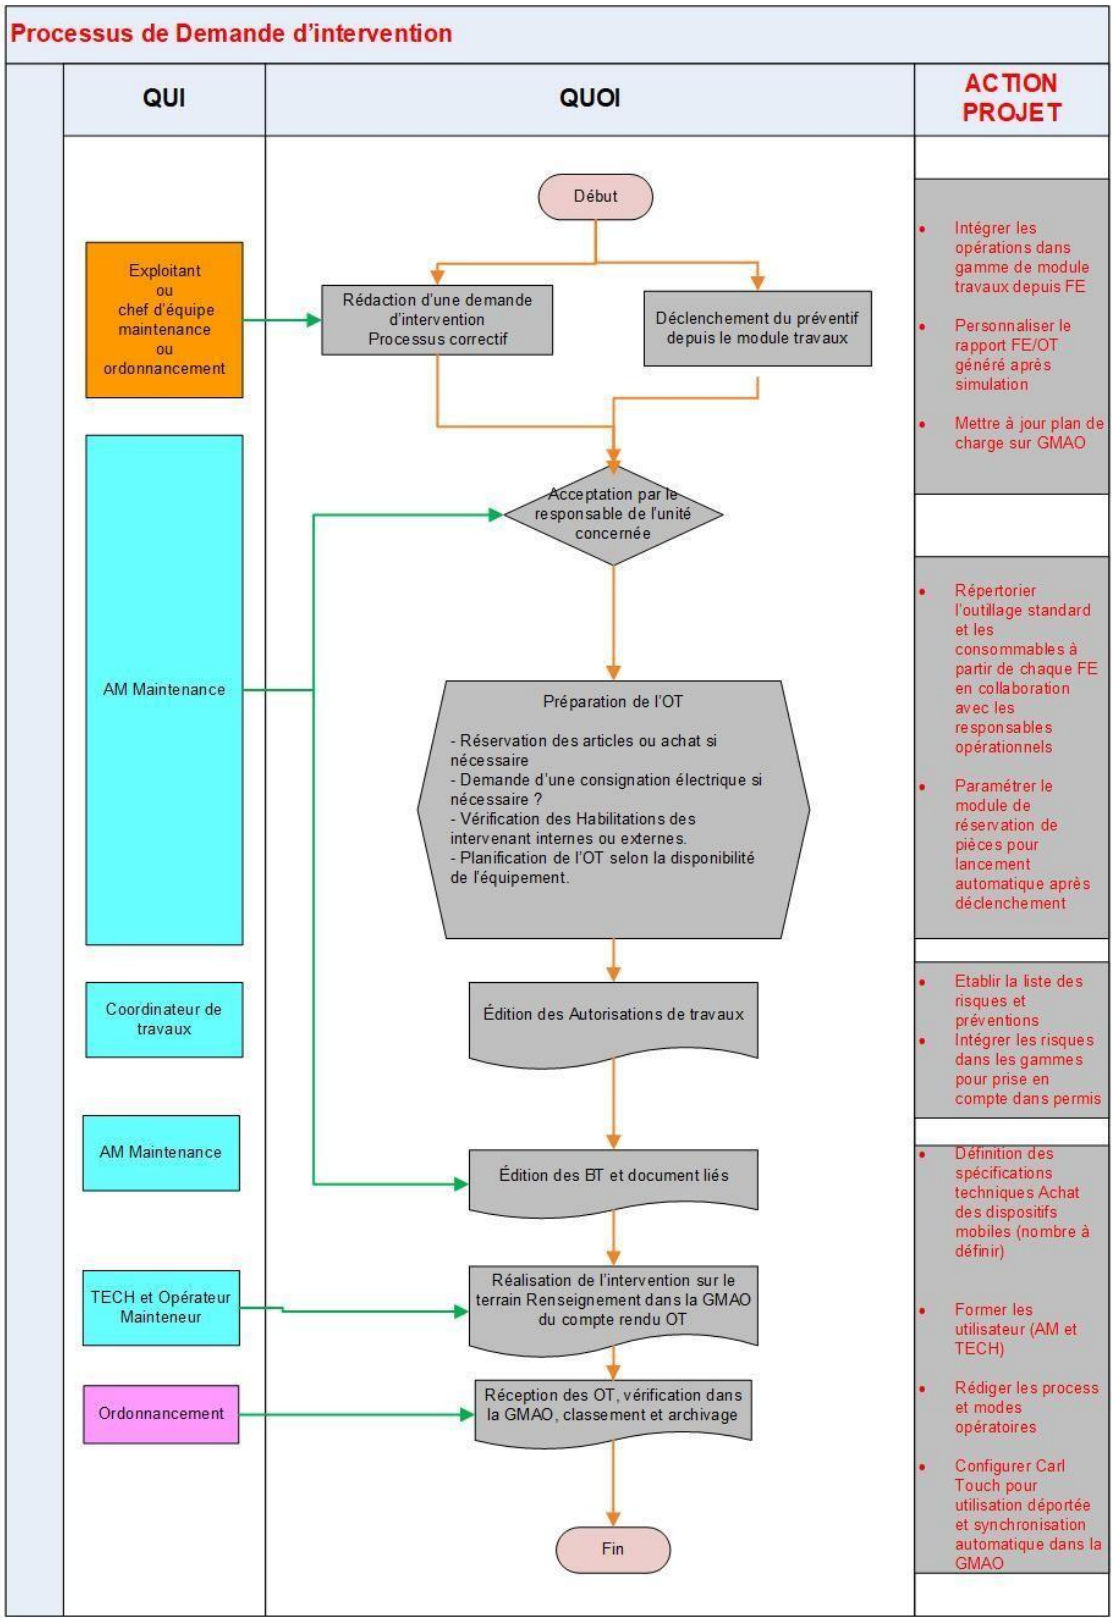 Processus de Demande d'intervention
QUI
QUOI
ACTION
PROJET
Début
Exploitant
ou
chef d'équipe
maintenance
ou
ordonnancement
Rédaction d'une demande
d'intervention
Processus correctif
Déclenchement du préventif
depuis le module travaux
• Intégrer les
opérations dans
gamme de module
travaux depuis FE
• Personnaliser le
rapport FE/OT
généré après
simulation
• Mettre à jour plan de
charge sur GMAO
AM Maintenance
Acceptation par le
responsable de l'unité
concernée
Préparation de l'OT
- Réservation des articles ou achat si
nécessaire
- Demande d'une consignation électrique si
nécessaire ?
- Vérification des Habilitations des
intervenant internes ou externes.
- Planification de l'OT selon la disponibilité
de l'équipement.
• Répertorier
l'outillage standard
et les
consommables à
partir de chaque FE
en collaboration
avec les
responsables
opérationnels
• Paramétrer le
module de
réservation de
pièces pour
lancement
automatique après
déclenchement
Coordinateur de
travaux
Édition des Autorisations de travaux
• Etablir la liste des
risques et
préventions
• Intégrer les risques
dans les gammes
pour prise en
compte dans permis
AM Maintenance
Édition des BT et document liés
• Définition des
spécifications
techniques Achat
des dispositifs
mobiles (nombre à
définir)
TECH et Opérateur
Mainteneur
Réalisation de l'intervention sur le
terrain Renseignement dans la GMAO
du compte rendu OT
• Former les
utilisateur (AM et
TECH)
Ordonnancement
Réception des OT, vérification dans
la GMAO, classement et archivage
• Rédiger les process
et modes
opératoires
• Configurer Carl
Touch pour
utilisation déportée
et synchronisation
automatique dans la
GMAO
Fin